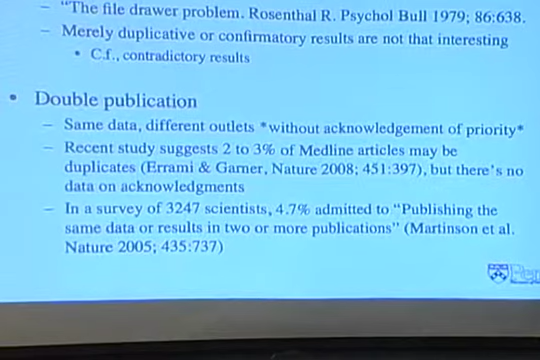 – "The file drawer problem. Rosenthal R. Psychol Bull 1979; 86:638.
– Merely duplicative or confirmatory results are not that interesting
• C.f., contradictory results
• Double publication
– Same data, different outlets *without acknowledgement of priority*
– Recent study suggests 2 to 3% of Medline articles may be
duplicates (Errami & Garner, Nature 2008; 451:397), but there's no
data on acknowledgments
– In a survey of 3247 scientists, 4.7% admitted to "Publishing the
same data or results in two or more publications" (Martinson et al.
Nature 2005; 435:737)